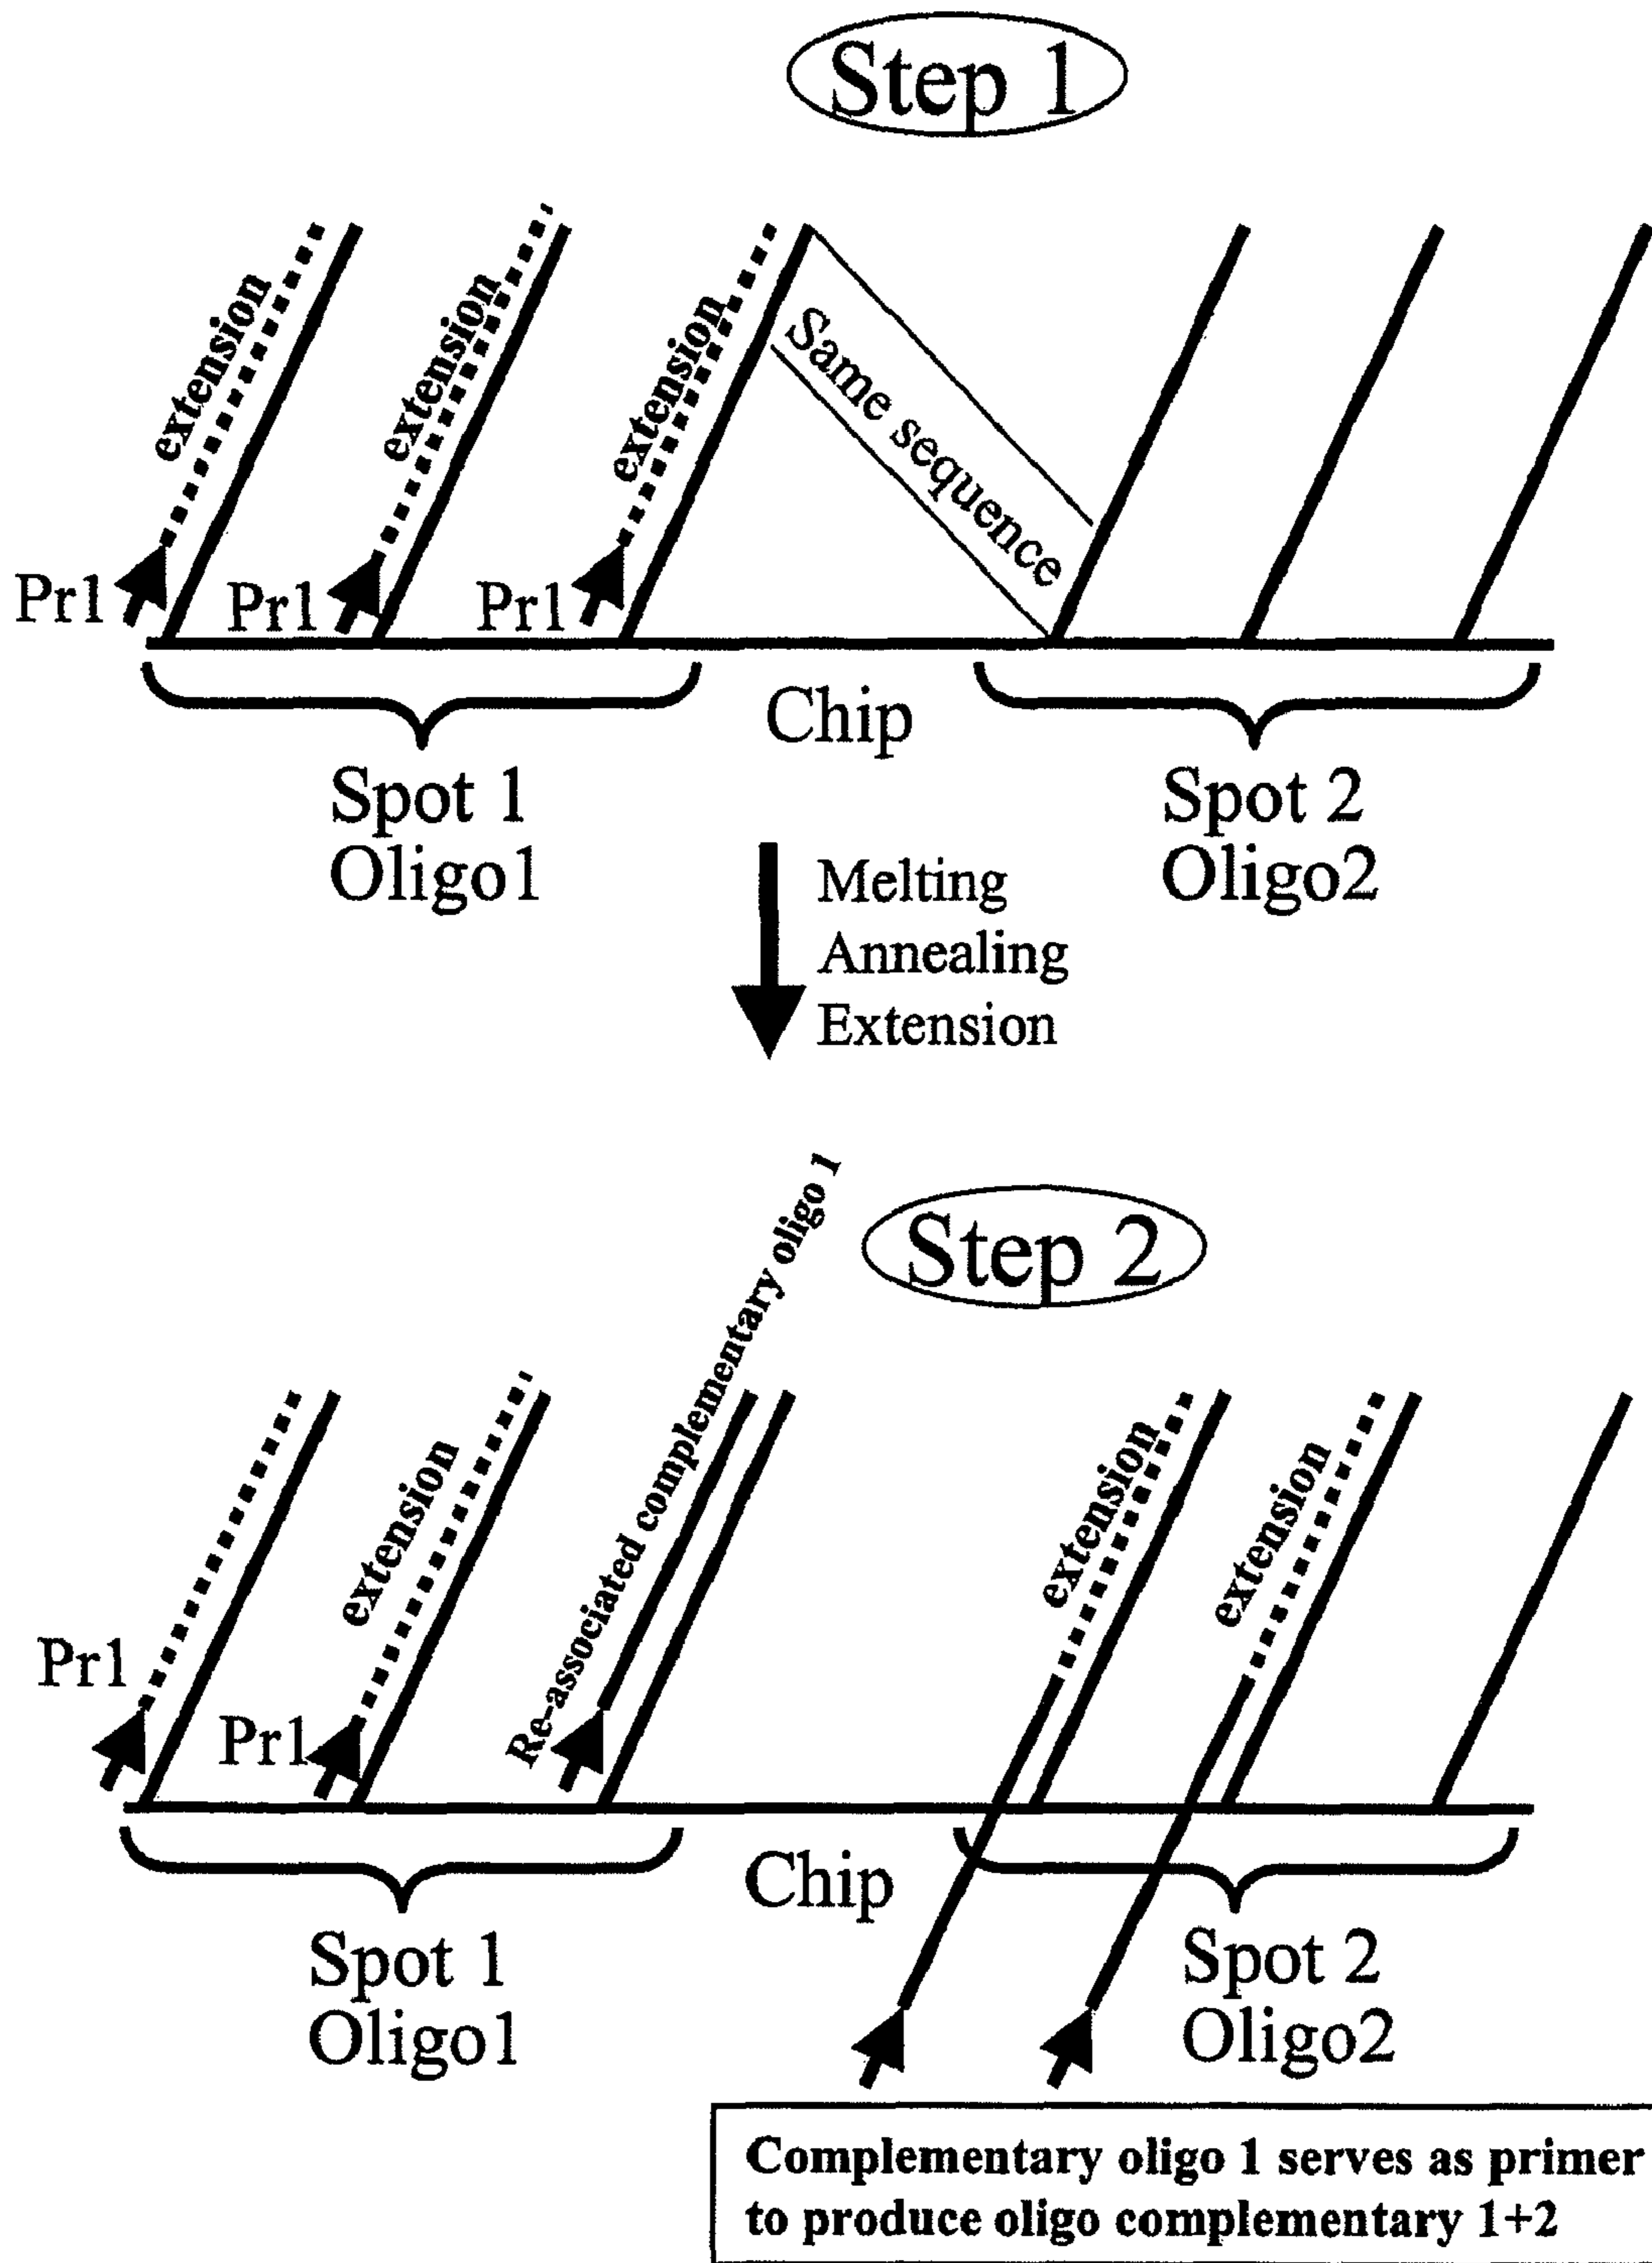 Step 1
extension
extension
extension
Same sequence
Pr1
Pr1
Pr1
Chip
Spot 1
Oligo1
Spot 2
Oligo2
Melting
Annealing
Extension
Step 2
Re-associated complementary oligo 1
extension
extension
extension
Pr1
Pr1
Chip
Spot 1
Oligo1
Spot 2
Oligo2
Complementary oligo 1 serves as primer
to produce oligo complementary 1+2